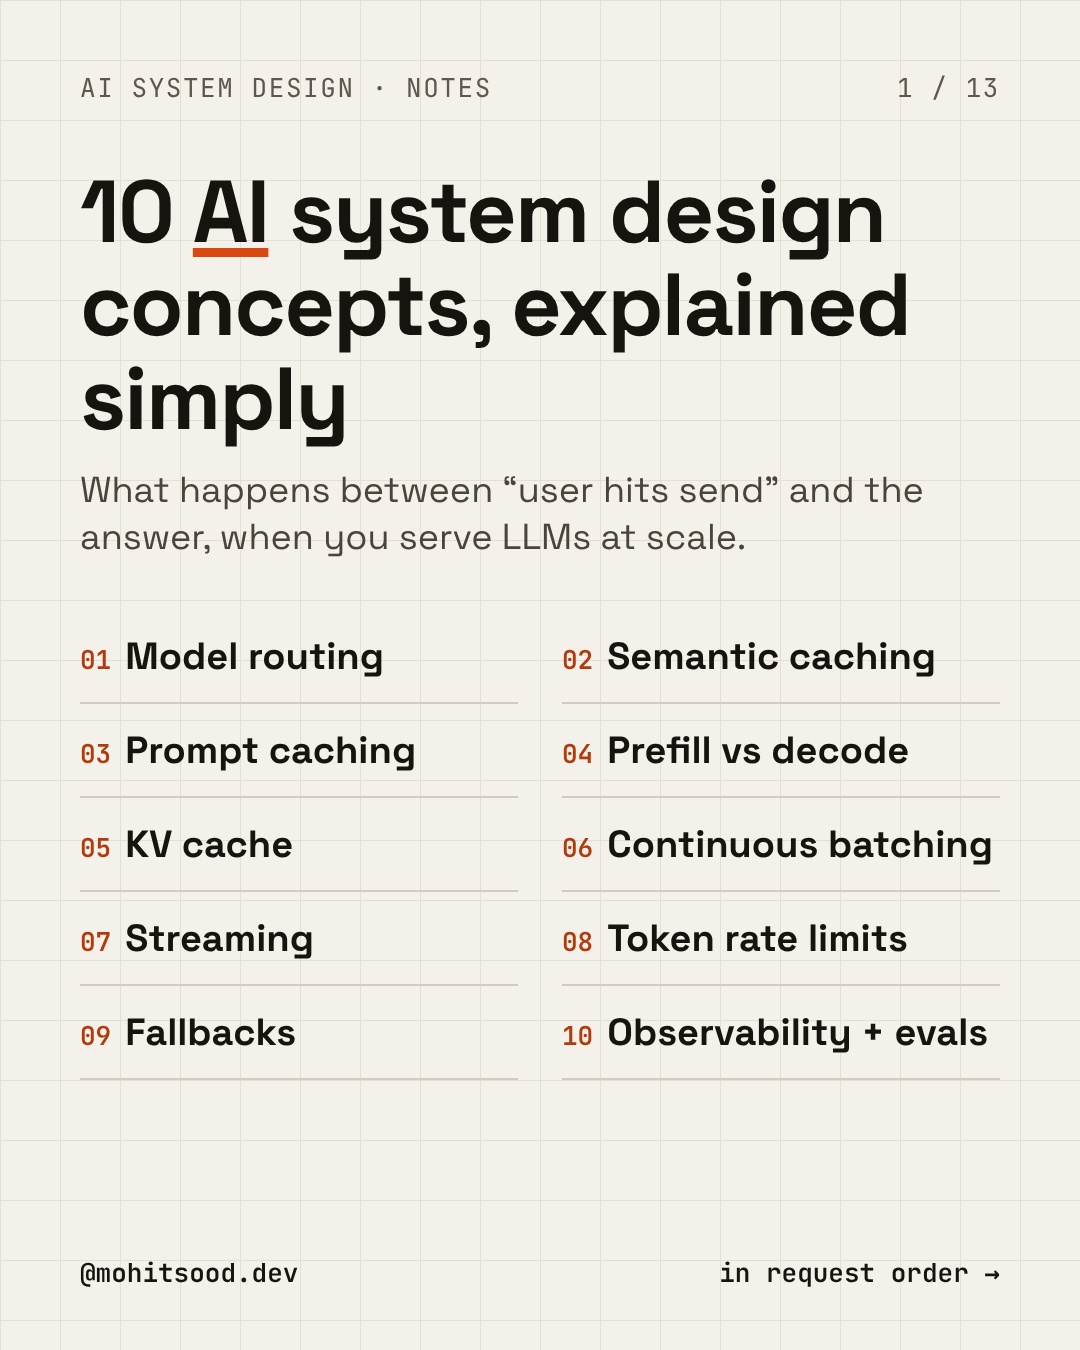 AI SYSTEM DESIGN · NOTES
1 / 13
10 AI system design
concepts, explained
simply
What happens between “user hits send” and the
answer, when you serve LLMs at scale.
01 Model routing
02 Semantic caching
03 Prompt caching
04 Prefill vs decode
05 KV cache
06 Continuous batching
07 Streaming
08 Token rate limits
09 Fallbacks
10 Observability + evals
@mohitsood.dev
in request order →